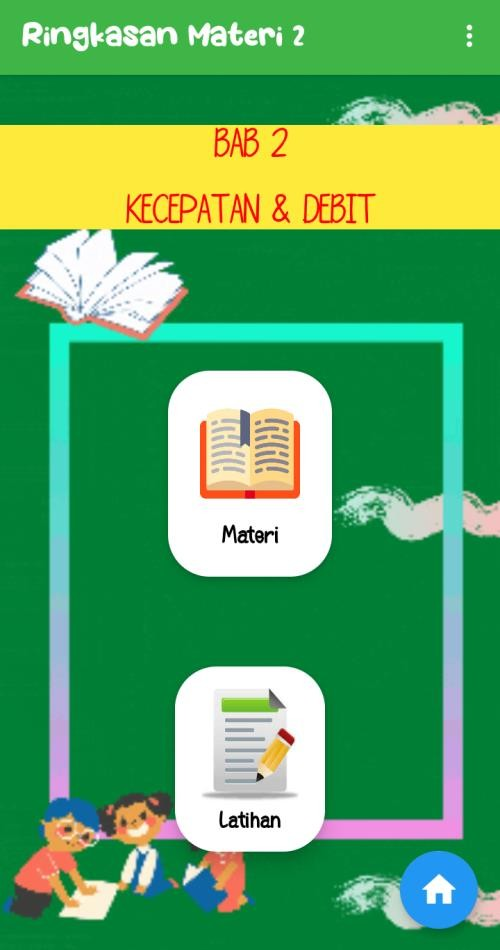 Ringkasan Materi 2
BAB 2
KECEPATAN & DEBIT
Materi
Latihan